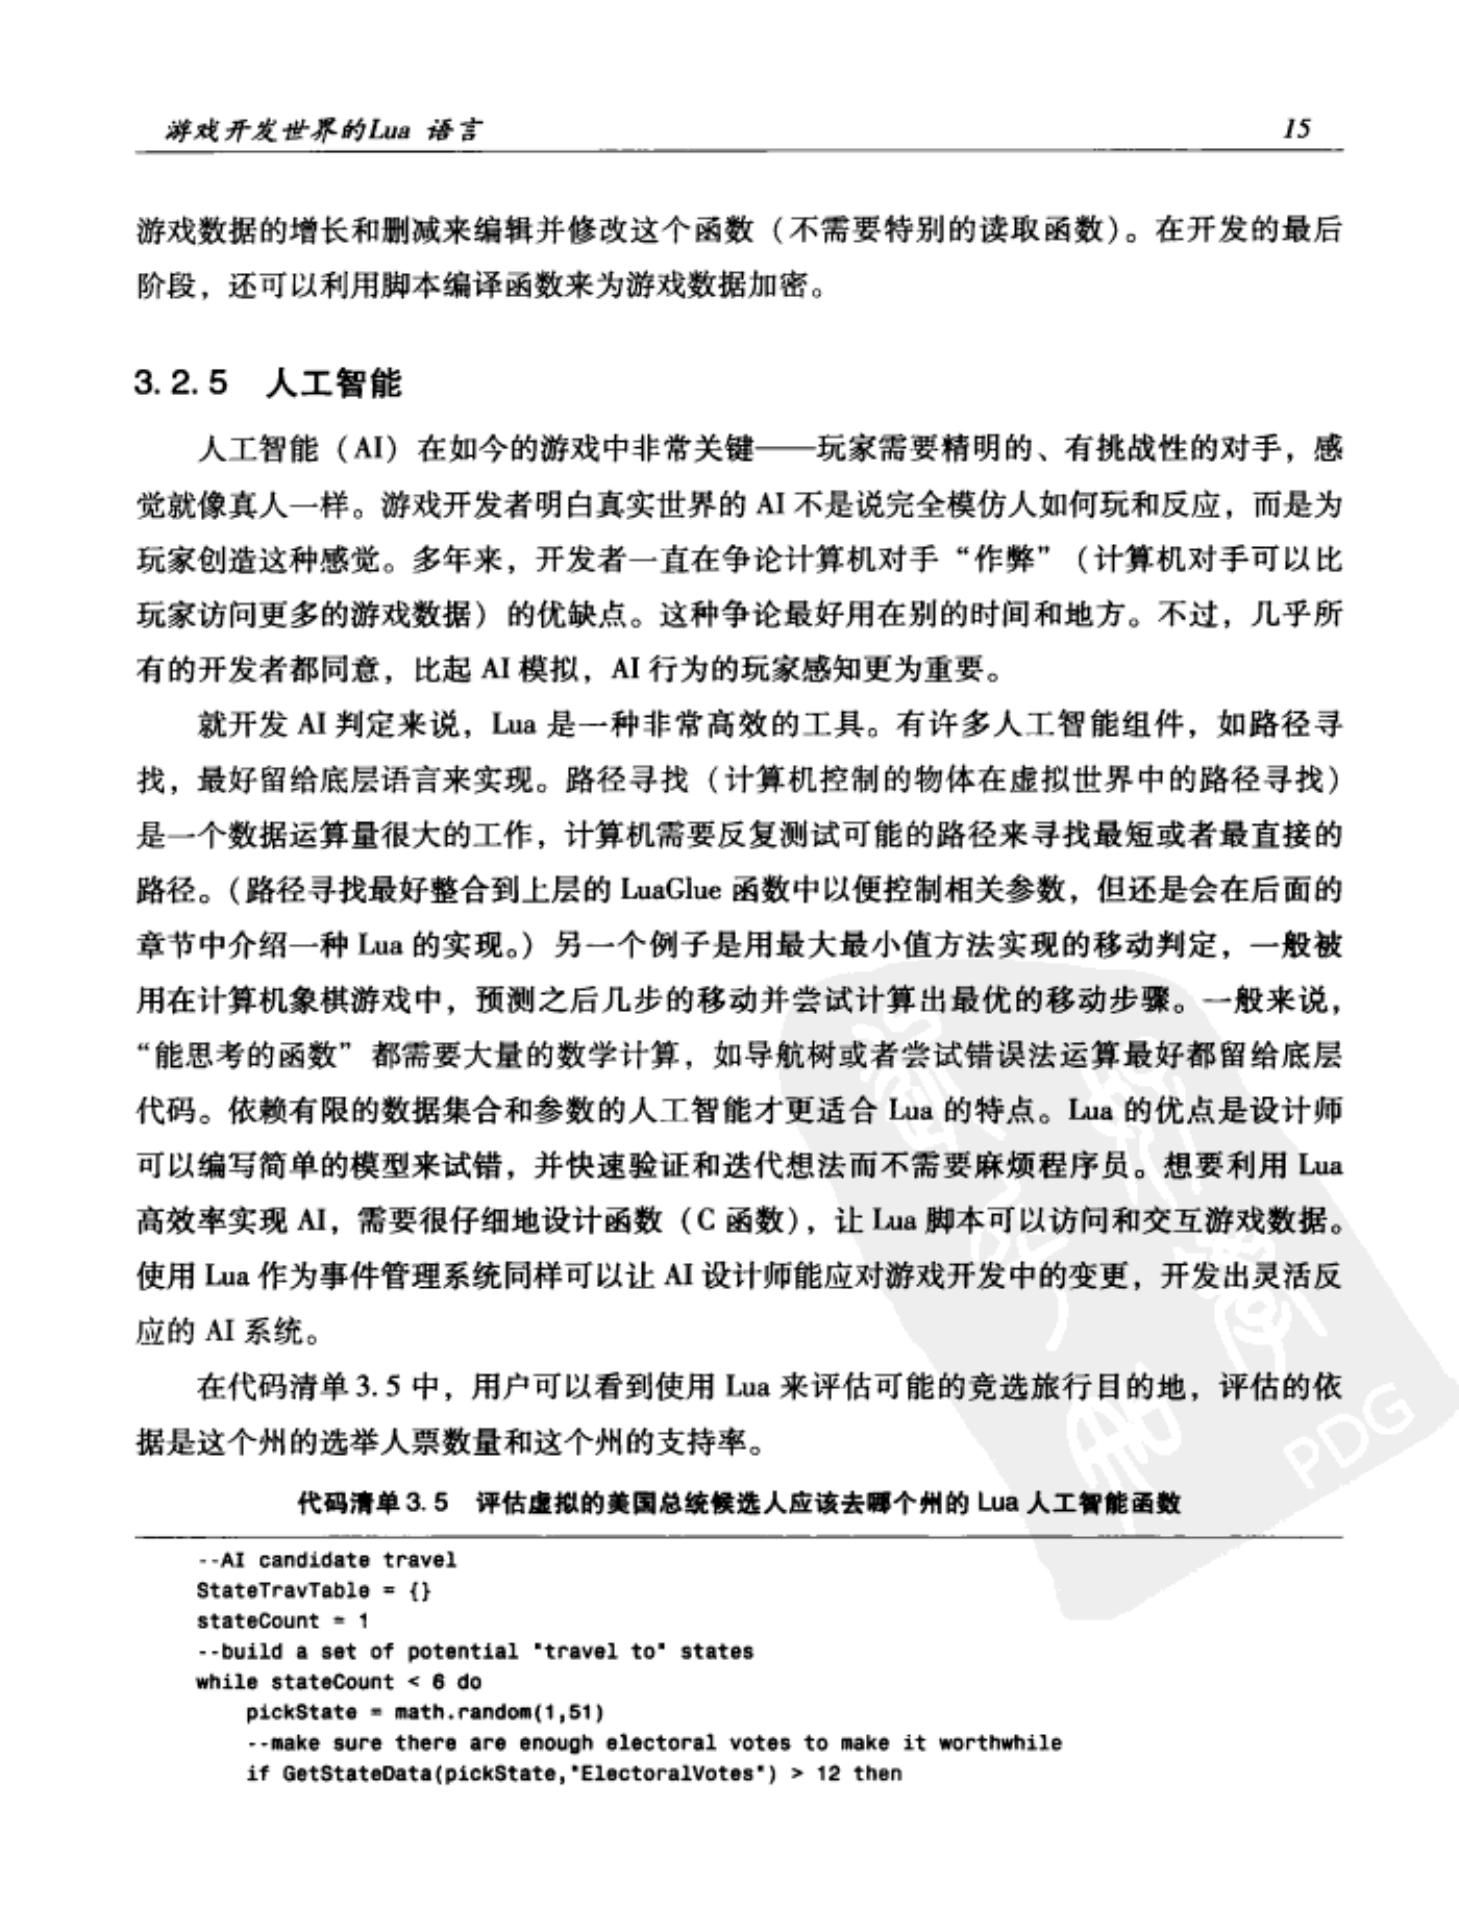 游戏开发世界的Lua 语言 15
游戏数据的增长和删减来编辑并修改这个函数（不需要特别的读取函数）。在开发的最后
阶段，还可以利用脚本编译函数来为游戏数据加密。
3.2.5 人工智能
人工智能（AI）在如今的游戏中非常关键——玩家需要精明的、有挑战性的对手，感
觉就像真人一样。游戏开发者明白真实世界的 AI 不是说完全模仿人如何玩和反应，而是为
玩家创造这种感觉。多年来，开发者一直在争论计算机对手“作弊”（计算机对手可以比
玩家访问更多的游戏数据）的优缺点。这种争论最好用在别的时间和地方。不过，几乎所
有的开发者都同意，比起 AI 模拟，AI 行为的玩家感知更为重要。
就开发 AI 判定来说，Lua 是一种非常高效的工具。有许多人工智能组件，如路径寻
找，最好留给底层语言来实现。路径寻找（计算机控制的物体在虚拟世界中的路径寻找）
是一个数据运算量很大的工作，计算机需要反复测试可能的路径来寻找最短或者最直接的
路径。（路径寻找最好整合到上层的 LuaGlue 函数中以便控制相关参数，但还是会在后面的
章节中介绍一种 Lua 的实现。）另一个例子是用最大最小值方法实现的移动判定，一般被
用在计算机象棋游戏中，预测之后几步的移动并尝试计算出最优的移动步骤。一般来说，
“能思考的函数”都需要大量的数学计算，如导航树或者尝试错误法运算最好都留给底层
代码。依赖有限的数据集合和参数的人工智能才更适合 Lua 的特点。Lua 的优点是设计师
可以编写简单的模型来试错，并快速验证和迭代想法而不需要麻烦程序员。想要利用 Lua
高效率实现 AI，需要很仔细地设计函数（C 函数），让 Lua 脚本可以访问和交互游戏数据。
使用 Lua 作为事件管理系统同样可以让 AI 设计师能应对游戏开发中的变更，开发出灵活反
应的 AI 系统。
在代码清单 3.5 中，用户可以看到使用 Lua 来评估可能的竞选旅行目的地，评估的依
据是这个州的选举人票数量和这个州的支持率。
代码清单 3.5 评估虚拟的美国总统候选人应该去哪个州的 Lua 人工智能函数
--AI candidate travel
StateTravTable = {}
stateCount = 1
--build a set of potential "travel to" states
while stateCount < 6 do
pickState = math.random(1,51)
--make sure there are enough electoral votes to make it worthwhile
if GetStateData(pickState,"ElectoralVotes") > 12 then
PDG